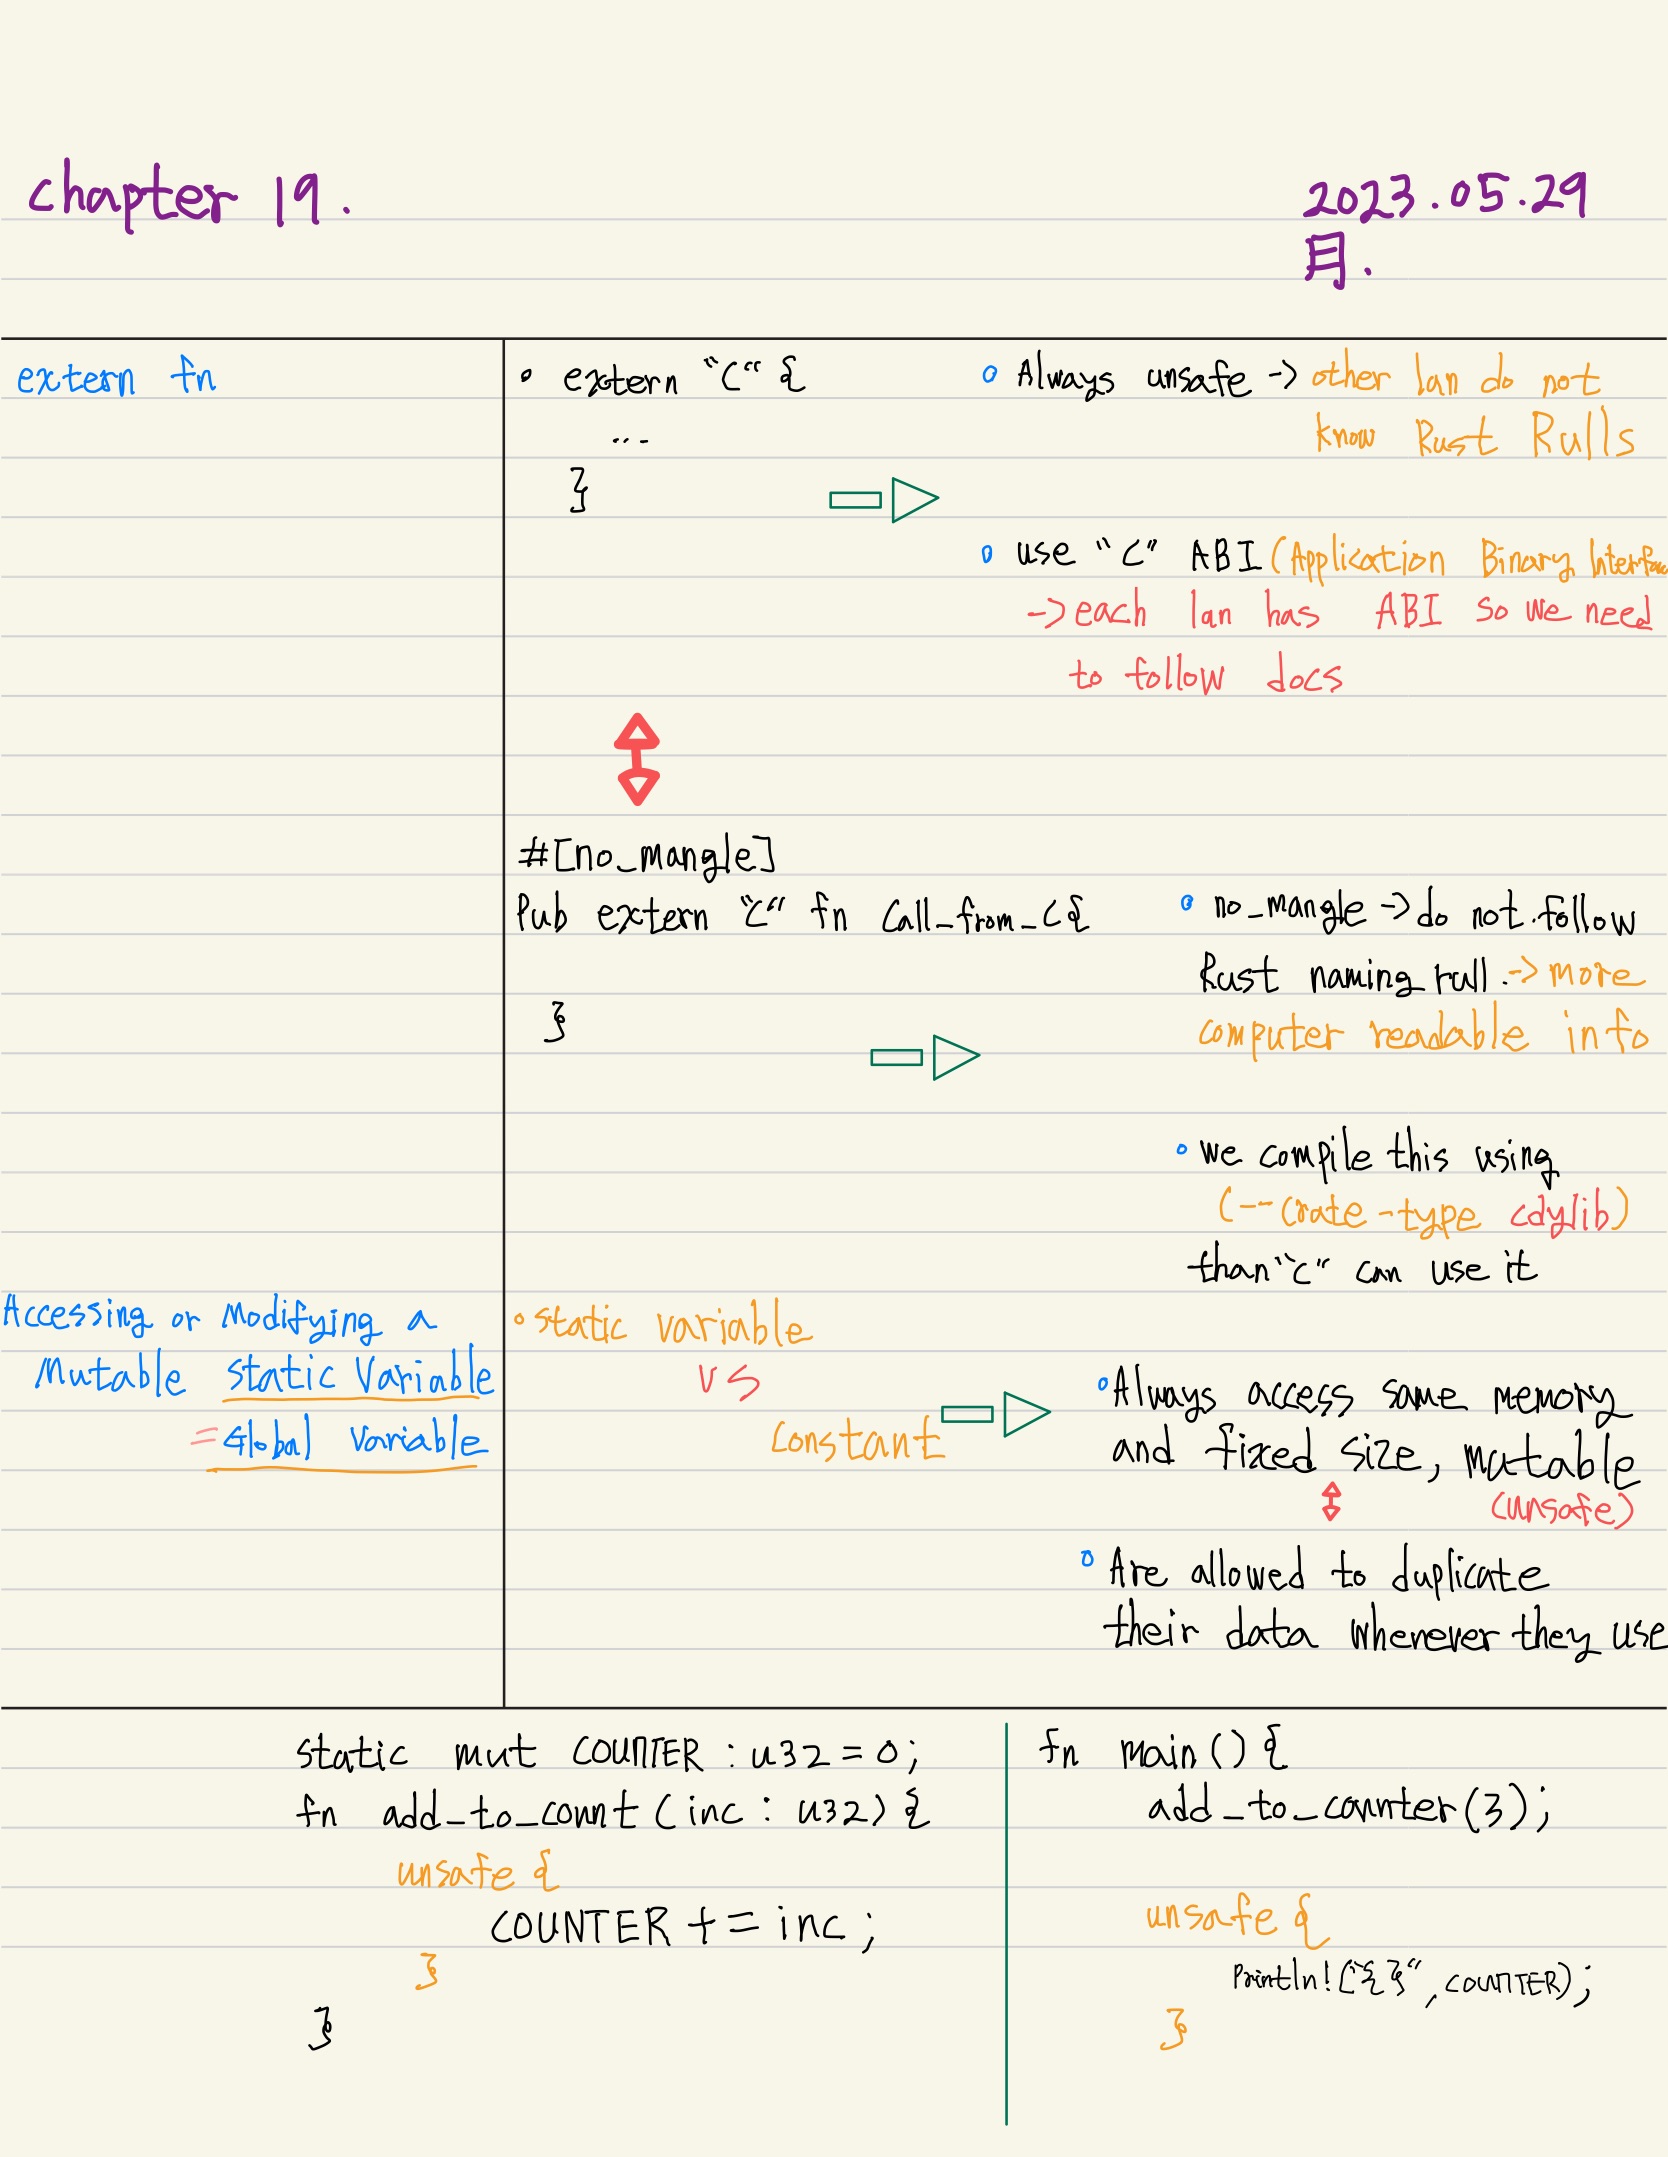 chapter 19.
2023.05.29
月.
extern fn
• extern "C" {
...
}
• Always unsafe -> other lan do not
know Rust Rulls
• use "C" ABI (Application Binary Interface
-> each lan has ABI so we need
to follow docs
#[no_mangle]
Pub extern "C" fn Call_from_C{
}
• no_mangle -> do not follow
Rust naming rull. -> more
computer readable info
• we compile this using
(--crate-type cdylib)
than "C" can use it
Accessing or Modifying a
Mutable Static Variable
= Global Variable
• static variable
VS
Constant
• Always access same memory
and fixed size, mutable
(unsafe)
• Are allowed to duplicate
their data whenever they use
static mut COUNTER : u32 = 0;
fn add_to_count (inc : u32) {
unsafe {
COUNTER += inc ;
}
}
fn main () {
add_to_counter(3);
unsafe {
Println! ("{}", COUNTER);
}